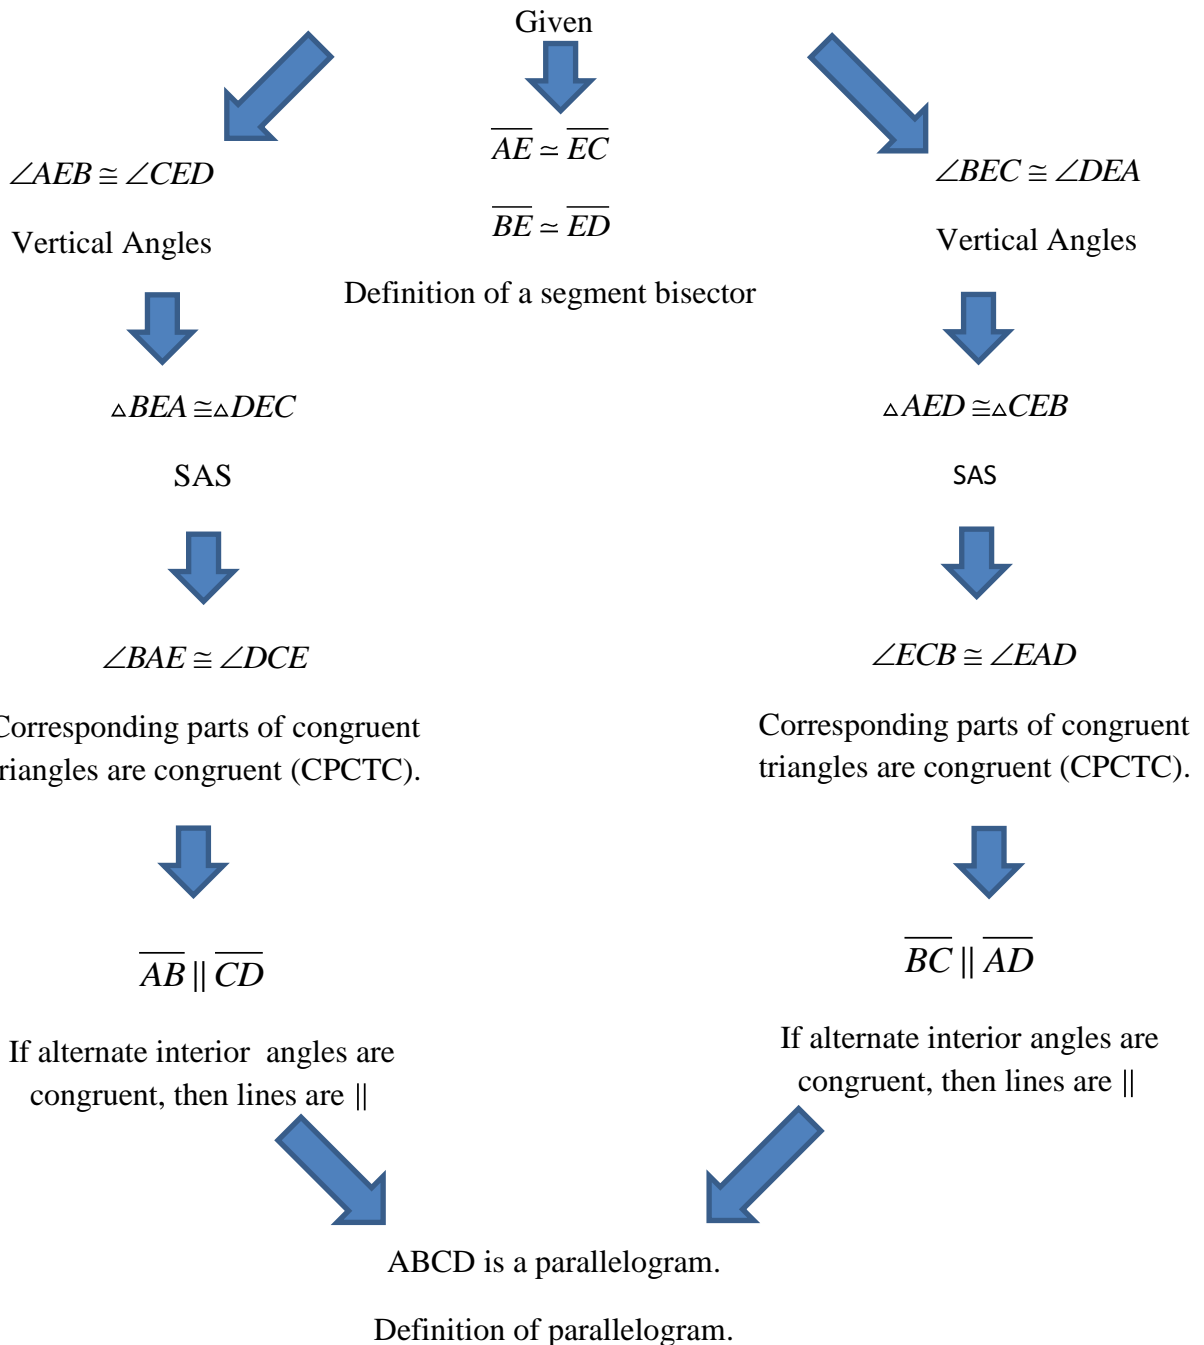 Given
∠AEB ≅ ∠CED
Vertical Angles
AE ≃ EC
BE ≃ ED
Definition of a segment bisector
∠BEC ≅ ∠DEA
Vertical Angles
△BEA ≅△DEC
SAS
△AED ≅△CEB
SAS
∠BAE ≅ ∠DCE
Corresponding parts of congruent
triangles are congruent (CPCTC).
∠ECB ≅ ∠EAD
Corresponding parts of congruent
triangles are congruent (CPCTC).
AB || CD
If alternate interior angles are
congruent, then lines are ||
BC || AD
If alternate interior angles are
congruent, then lines are ||
ABCD is a parallelogram.
Definition of parallelogram.